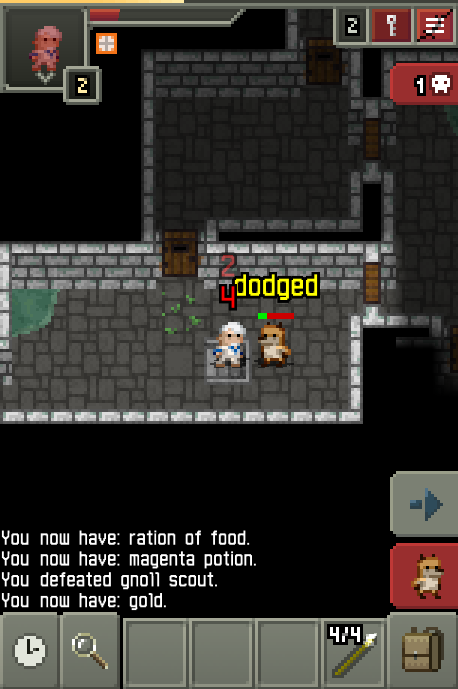 2
1
2
2
dodged
4
You now have: ration of food.
You now have: magenta potion.
You defeated gnoll scout.
You now have: gold.
4/4